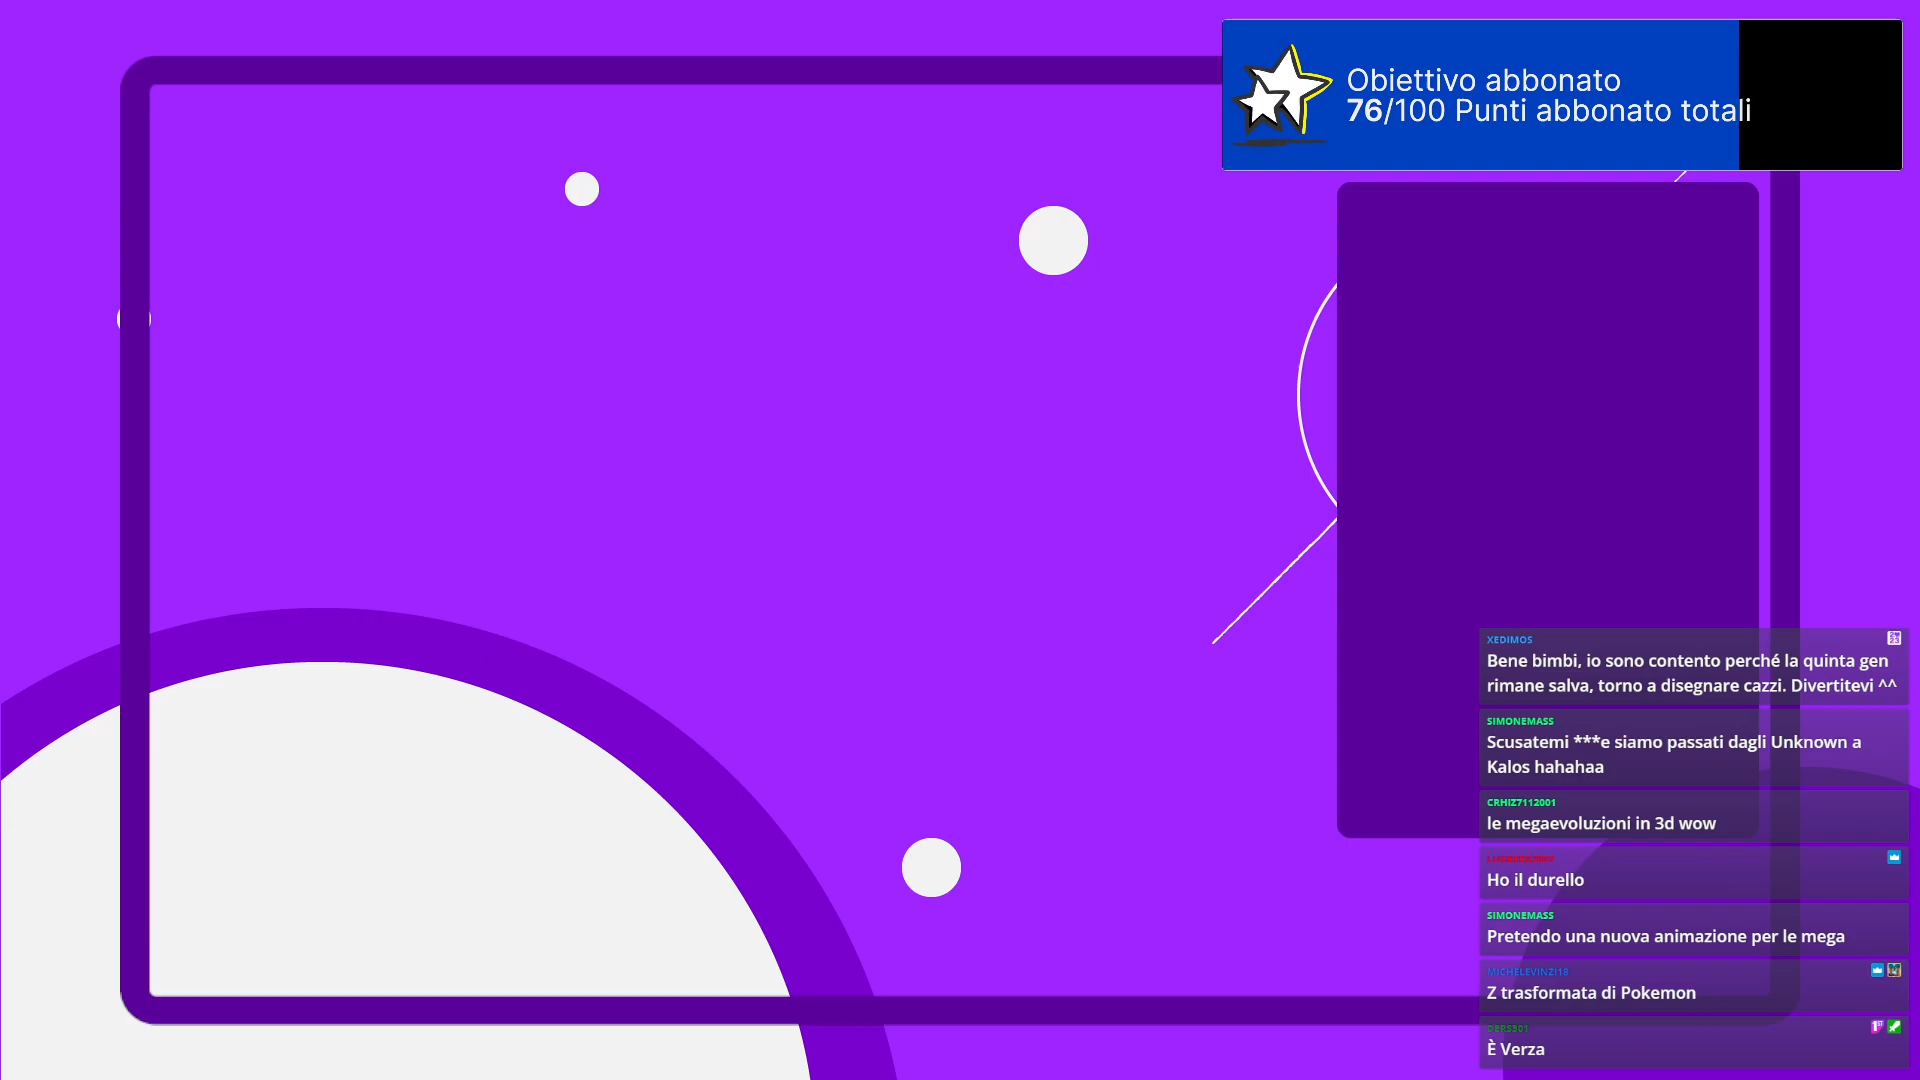 Obiettivo abbonato
76/100 Punti abbonato totali
XEDIMOS
Bene bimbi, io sono contento perché la quinta gen
rimane salva, torno a disegnare cazzi. Divertitevi ^^
SIMONEMASS
Scusatemi ***e siamo passati dagli Unknown a
Kalos hahahaa
CRHIZ7112001
le megaevoluzioni in 3d wow
Ho il durello
SIMONEMASS
Pretendo una nuova animazione per le mega
MICHELEVINZI18
Z trasformata di Pokemon
DERS301
È Verza